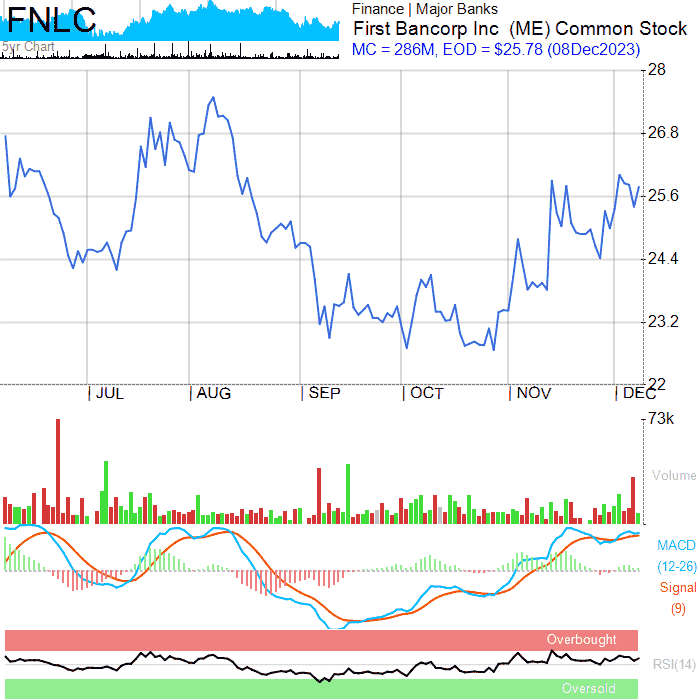 FNLC
5yr Chart
Finance | Major Banks
First Bancorp Inc (ME) Common Stock
MC = 286M, EOD = $25.78 (08Dec2023)
28
26.8
25.6
24.4
23.2
22
JUL AUG SEP OCT NOV DEC
73k
Volume
MACD
(12-26)
Signal
(9)
Overbought
RSI(14)
Oversold